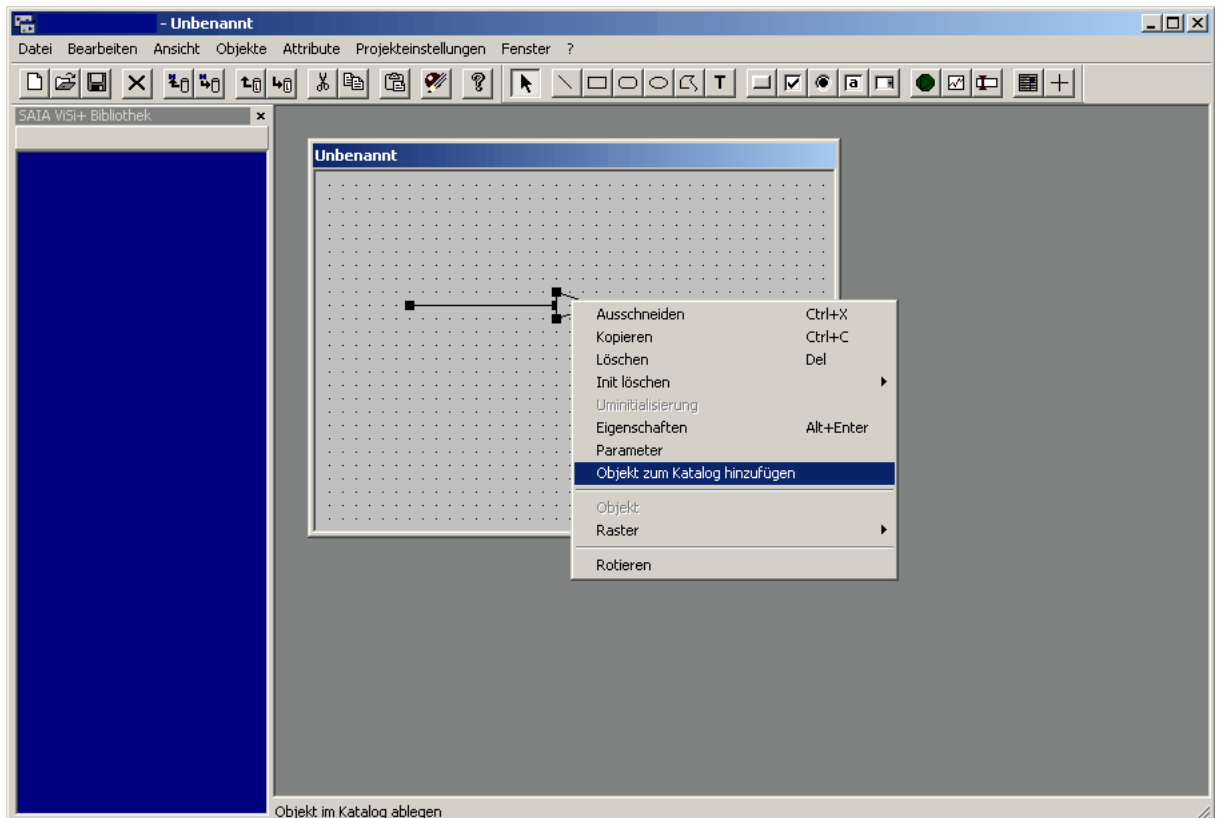 - Unbenannt
Datei Bearbeiten Ansicht Objekte Attribute Projekteinstellungen Fenster ?
T
a
SAIA ViSi+ Bibliothek
Unbenannt
Ausschneiden Ctrl+X
Kopieren Ctrl+C
Löschen Del
Init löschen
Uminitialisierung
Eigenschaften Alt+Enter
Parameter
Objekt zum Katalog hinzufügen
Objekt
Raster
Rotieren
Objekt im Katalog ablegen